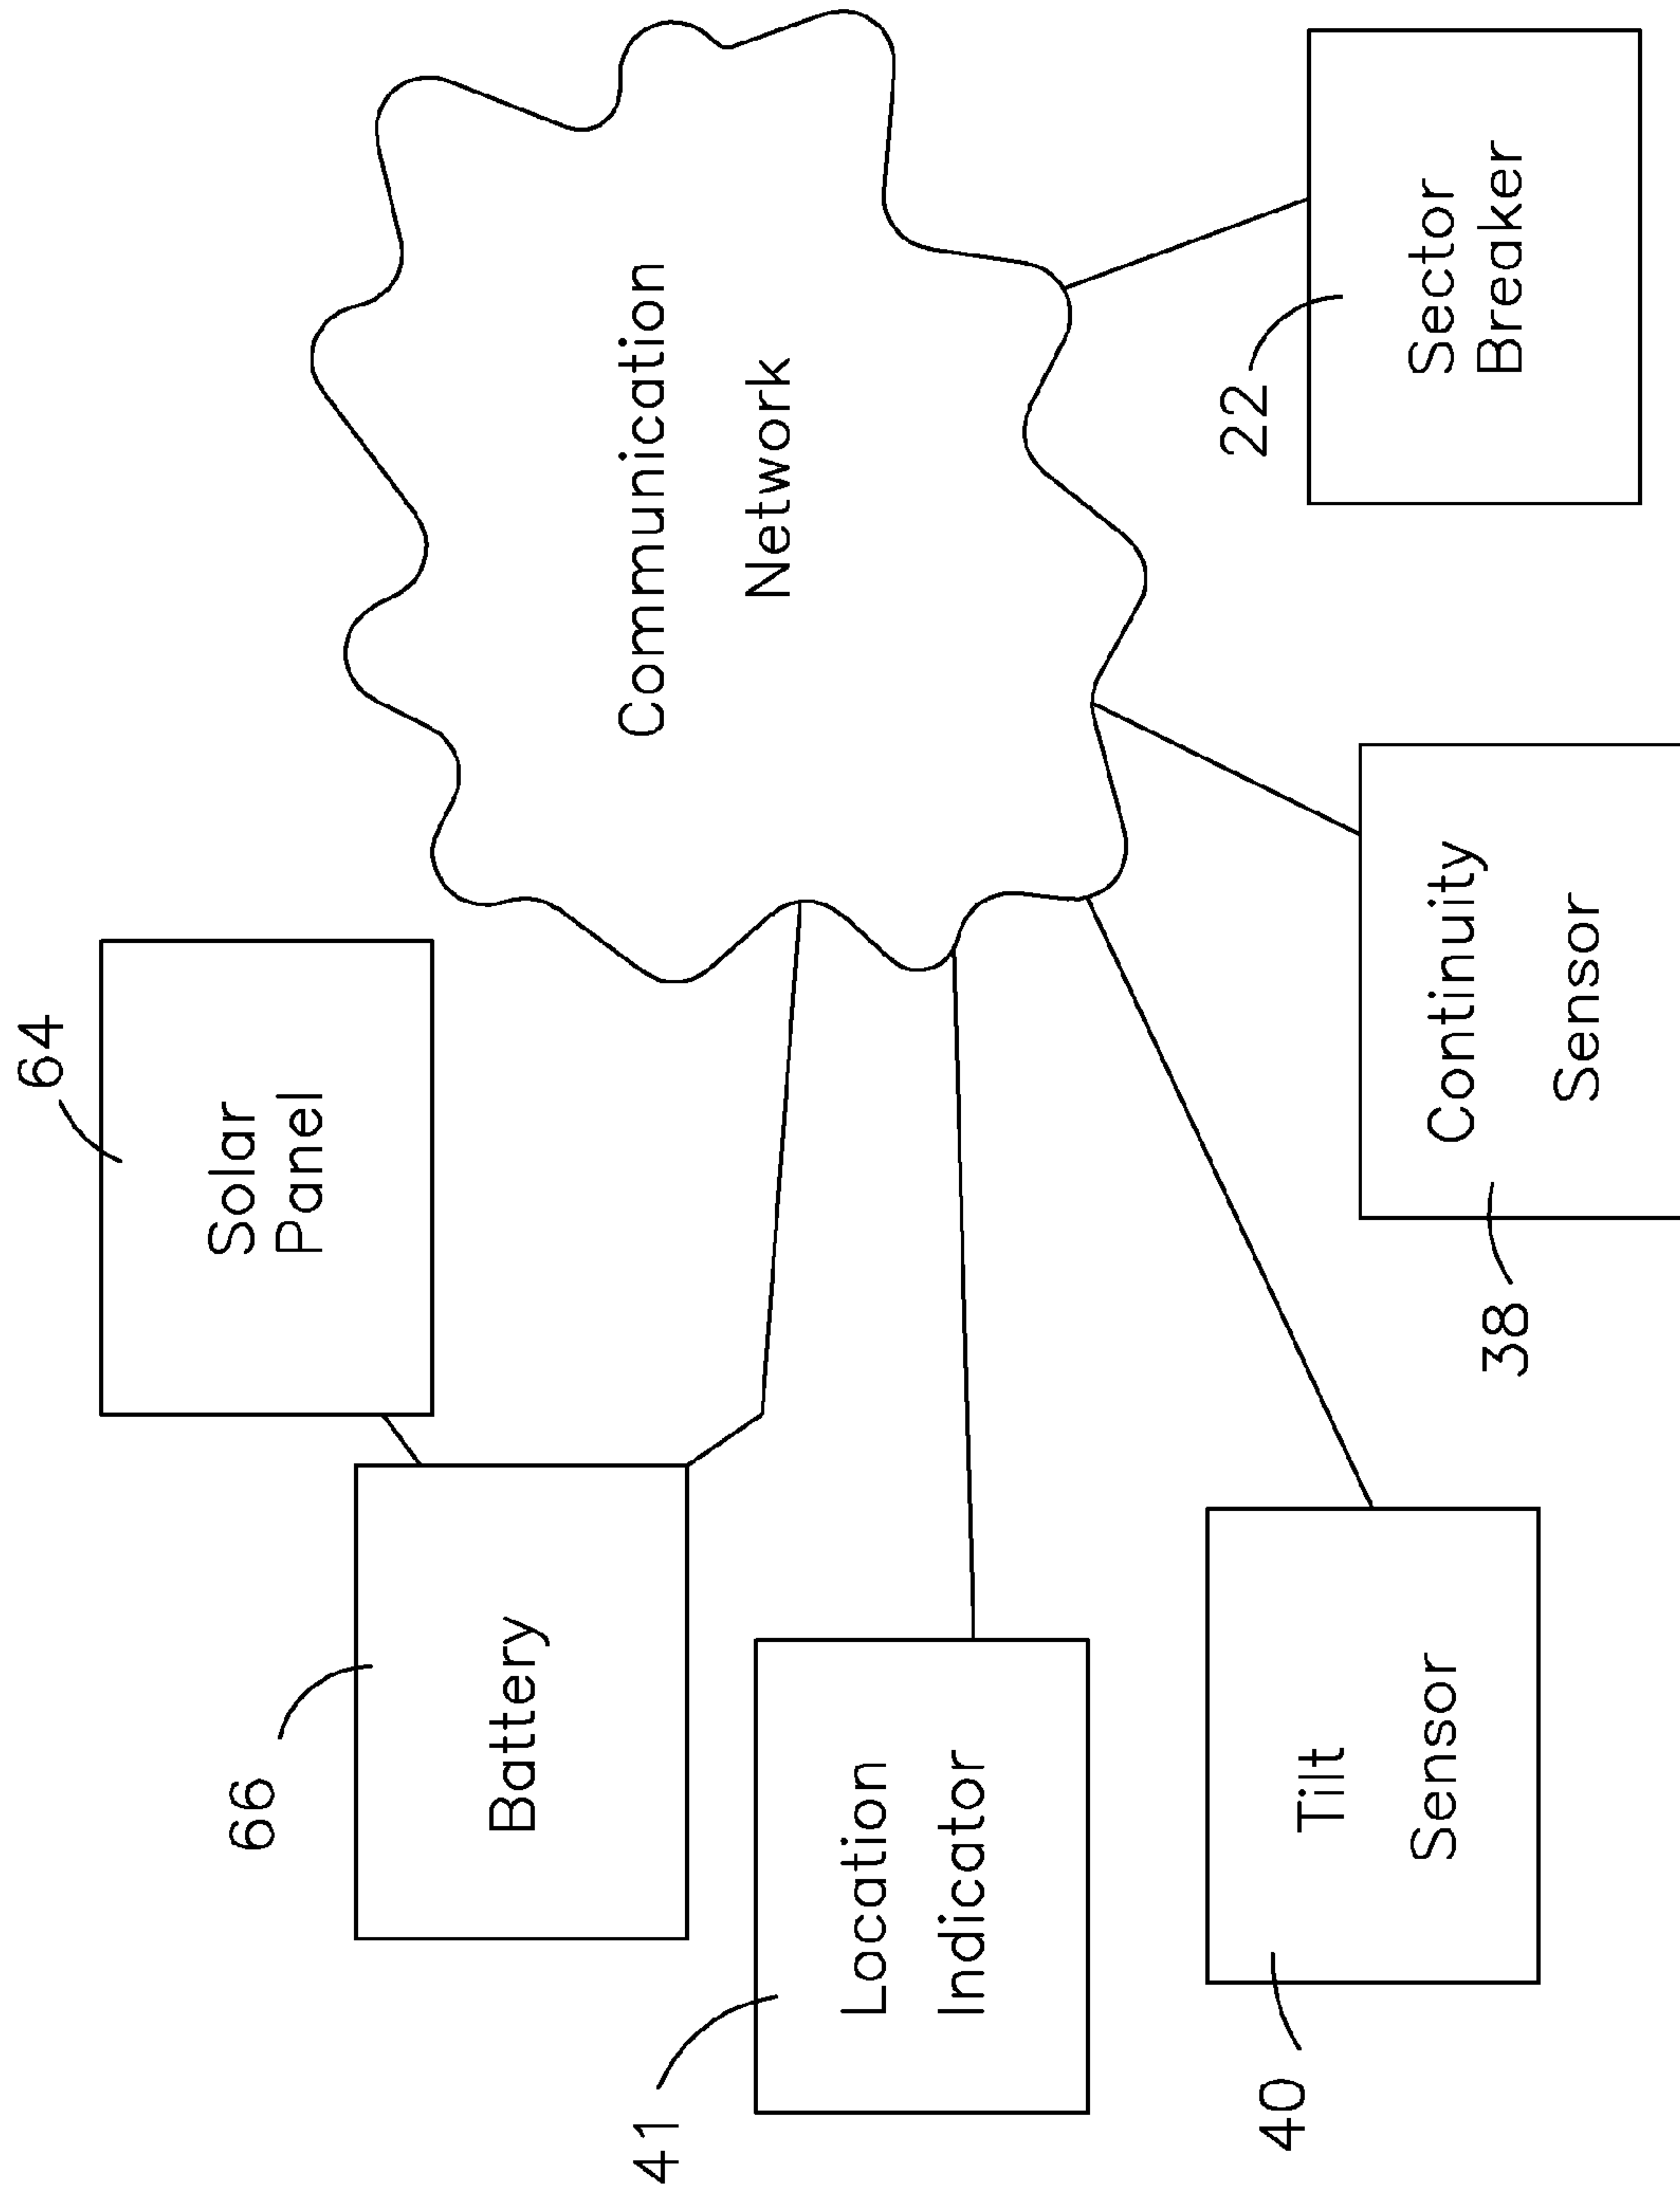 64
Solar
Panel
66
Battery
Communication
Network
41
Location
Indicator
40
Tilt
Sensor
38
Continuity
Sensor
22
Sector
Breaker